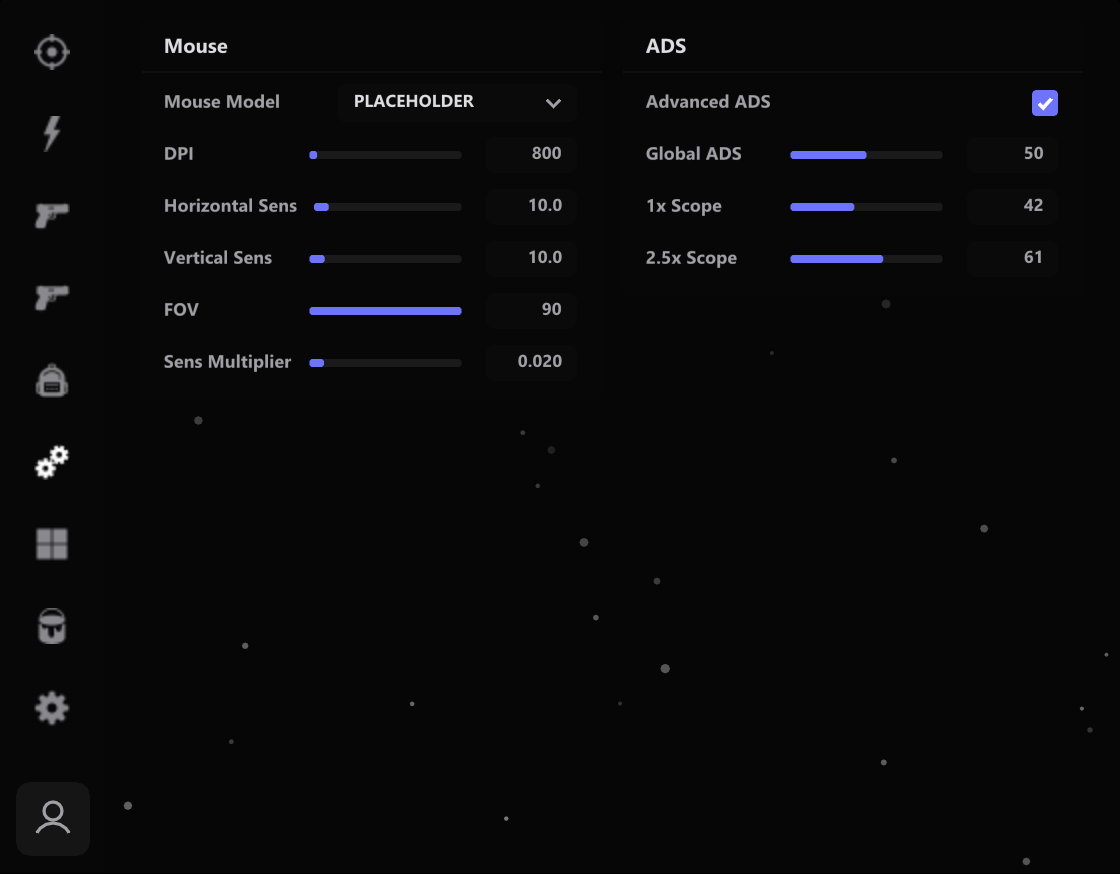 Mouse
Mouse Model PLACEHOLDER
DPI 800
Horizontal Sens 10.0
Vertical Sens 10.0
FOV 90
Sens Multiplier 0.020
ADS
Advanced ADS
Global ADS 50
1x Scope 42
2.5x Scope 61